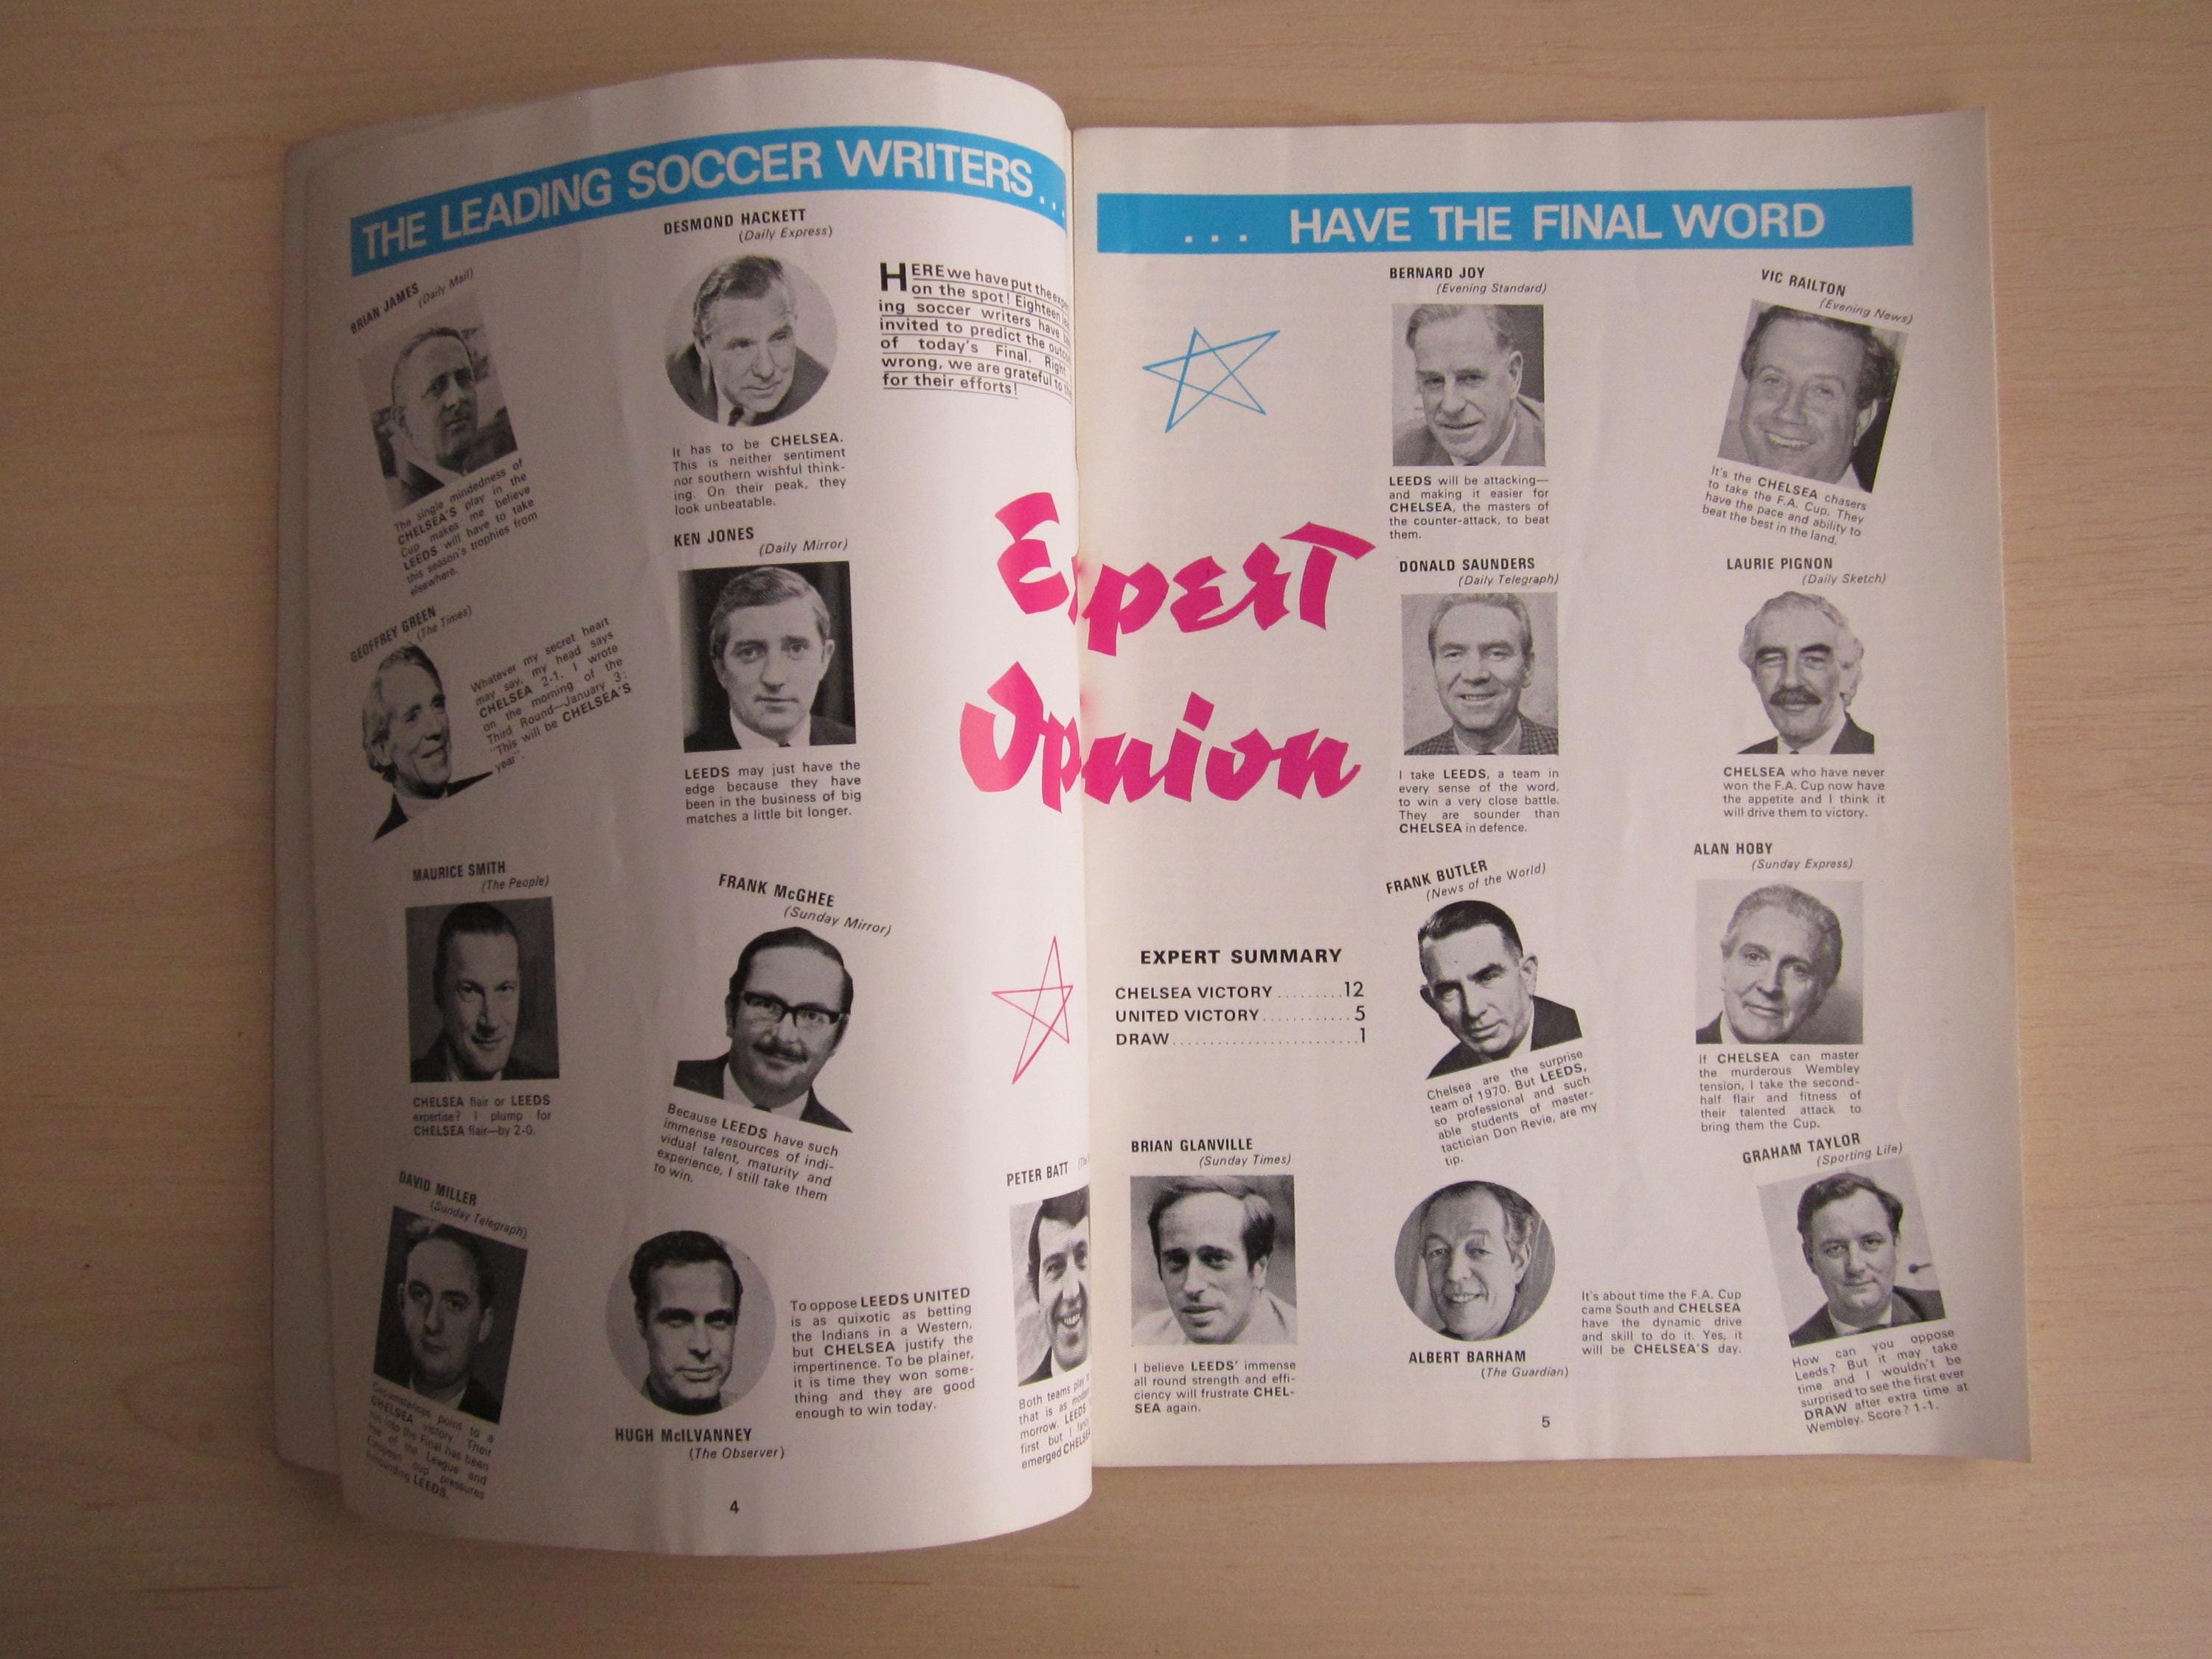 THE LEADING SOCCER WRITERS...
BRIAN JAMES
(Daily Mail)
The single mindedness of
CHELSEA'S play in the
Cup makes me believe
LEEDS will have to take
this season's trophies from
elsewhere.
DESMOND HACKETT
(Daily Express)
It has to be CHELSEA.
This is neither sentiment
nor southern wishful think-
ing. On their peak, they
look unbeatable.
HERE we have put the
on the spot! Eighteen
ing soccer writers have
invited to predict the
of today's Final. Right
wrong, we are grateful to
for their efforts!
GEOFFREY GREEN
(The Times)
Whatever my secret heart
may say, my head says
CHELSEA 2-1. I wrote
on the morning of the
Third Round—January 3:
"This will be CHELSEA'S
year".
KEN JONES
(Daily Mirror)
LEEDS may just have the
edge because they have
been in the business of big
matches a little bit longer.
Expert
Opinion
MAURICE SMITH
(The People)
CHELSEA flair or LEEDS
expertise? I plump for
CHELSEA flair—by 2-0.
FRANK McGHEE
(Sunday Mirror)
Because LEEDS have such
immense resources of indi-
vidual talent, maturity and
experience, I still take them
to win.
DAVID MILLER
(Sunday Telegraph)
Circumstances point to a
CHELSEA victory. Their
run into the Final has been
free of the League and
European cup pressures
surrounding LEEDS.
HUGH McILVANNEY
(The Observer)
To oppose LEEDS UNITED
is as quixotic as betting
the Indians in a Western,
but CHELSEA justify the
impertinence. To be plainer,
it is time they won some-
thing and they are good
enough to win today.
PETER BATT
Both teams play
that is as modern
morrow. LEEDS
first but I
emerged CHELSEA
4
... HAVE THE FINAL WORD
BERNARD JOY
(Evening Standard)
LEEDS will be attacking—
and making it easier for
CHELSEA, the masters of
the counter-attack, to beat
them.
VIC RAILTON
(Evening News)
It's the CHELSEA chasers
to take the F.A. Cup. They
have the pace and ability to
beat the best in the land.
DONALD SAUNDERS
(Daily Telegraph)
I take LEEDS, a team in
every sense of the word,
to win a very close battle.
They are sounder than
CHELSEA in defence.
LAURIE PIGNON
(Daily Sketch)
CHELSEA who have never
won the F.A. Cup now have
the appetite and I think it
will drive them to victory.
EXPERT SUMMARY
CHELSEA VICTORY.........12
UNITED VICTORY............5
DRAW.........................1
FRANK BUTLER
(News of the World)
Chelsea are the surprise
team of 1970. But LEEDS,
so professional and such
able students of master-
tactician Don Revie, are my
tip.
ALAN HOBY
(Sunday Express)
If CHELSEA can master
the murderous Wembley
tension, I take the second-
half flair and fitness of
their talented attack to
bring them the Cup.
BRIAN GLANVILLE
(Sunday Times)
I believe LEEDS' immense
all round strength and effi-
ciency will frustrate CHEL-
SEA again.
ALBERT BARHAM
(The Guardian)
It's about time the F.A. Cup
came South and CHELSEA
have the dynamic drive
and skill to do it. Yes, it
will be CHELSEA'S day.
GRAHAM TAYLOR
(Sporting Life)
How can you oppose
Leeds? But it may take
time and I wouldn't be
surprised to see the first ever
DRAW after extra time at
Wembley. Score? 1-1.
5